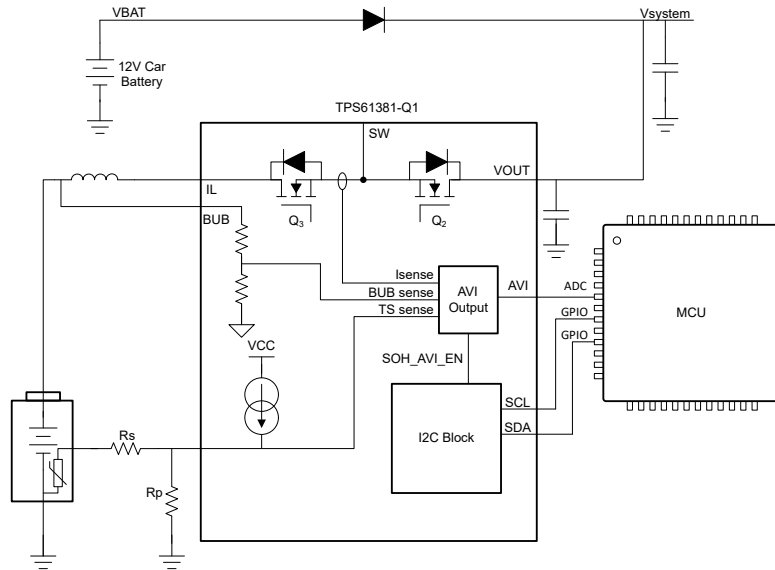 VBAT
Vsystem
12V Car
Battery
TPS61381-Q1
SW
VOUT
IL
BUB
Q3
Q2
Isense
BUB sense
TS sense
AVI
Output
AVI
ADC
GPIO
GPIO
MCU
VCC
SOH_AVI_EN
I2C Block
SCL
SDA
Rs
Rp